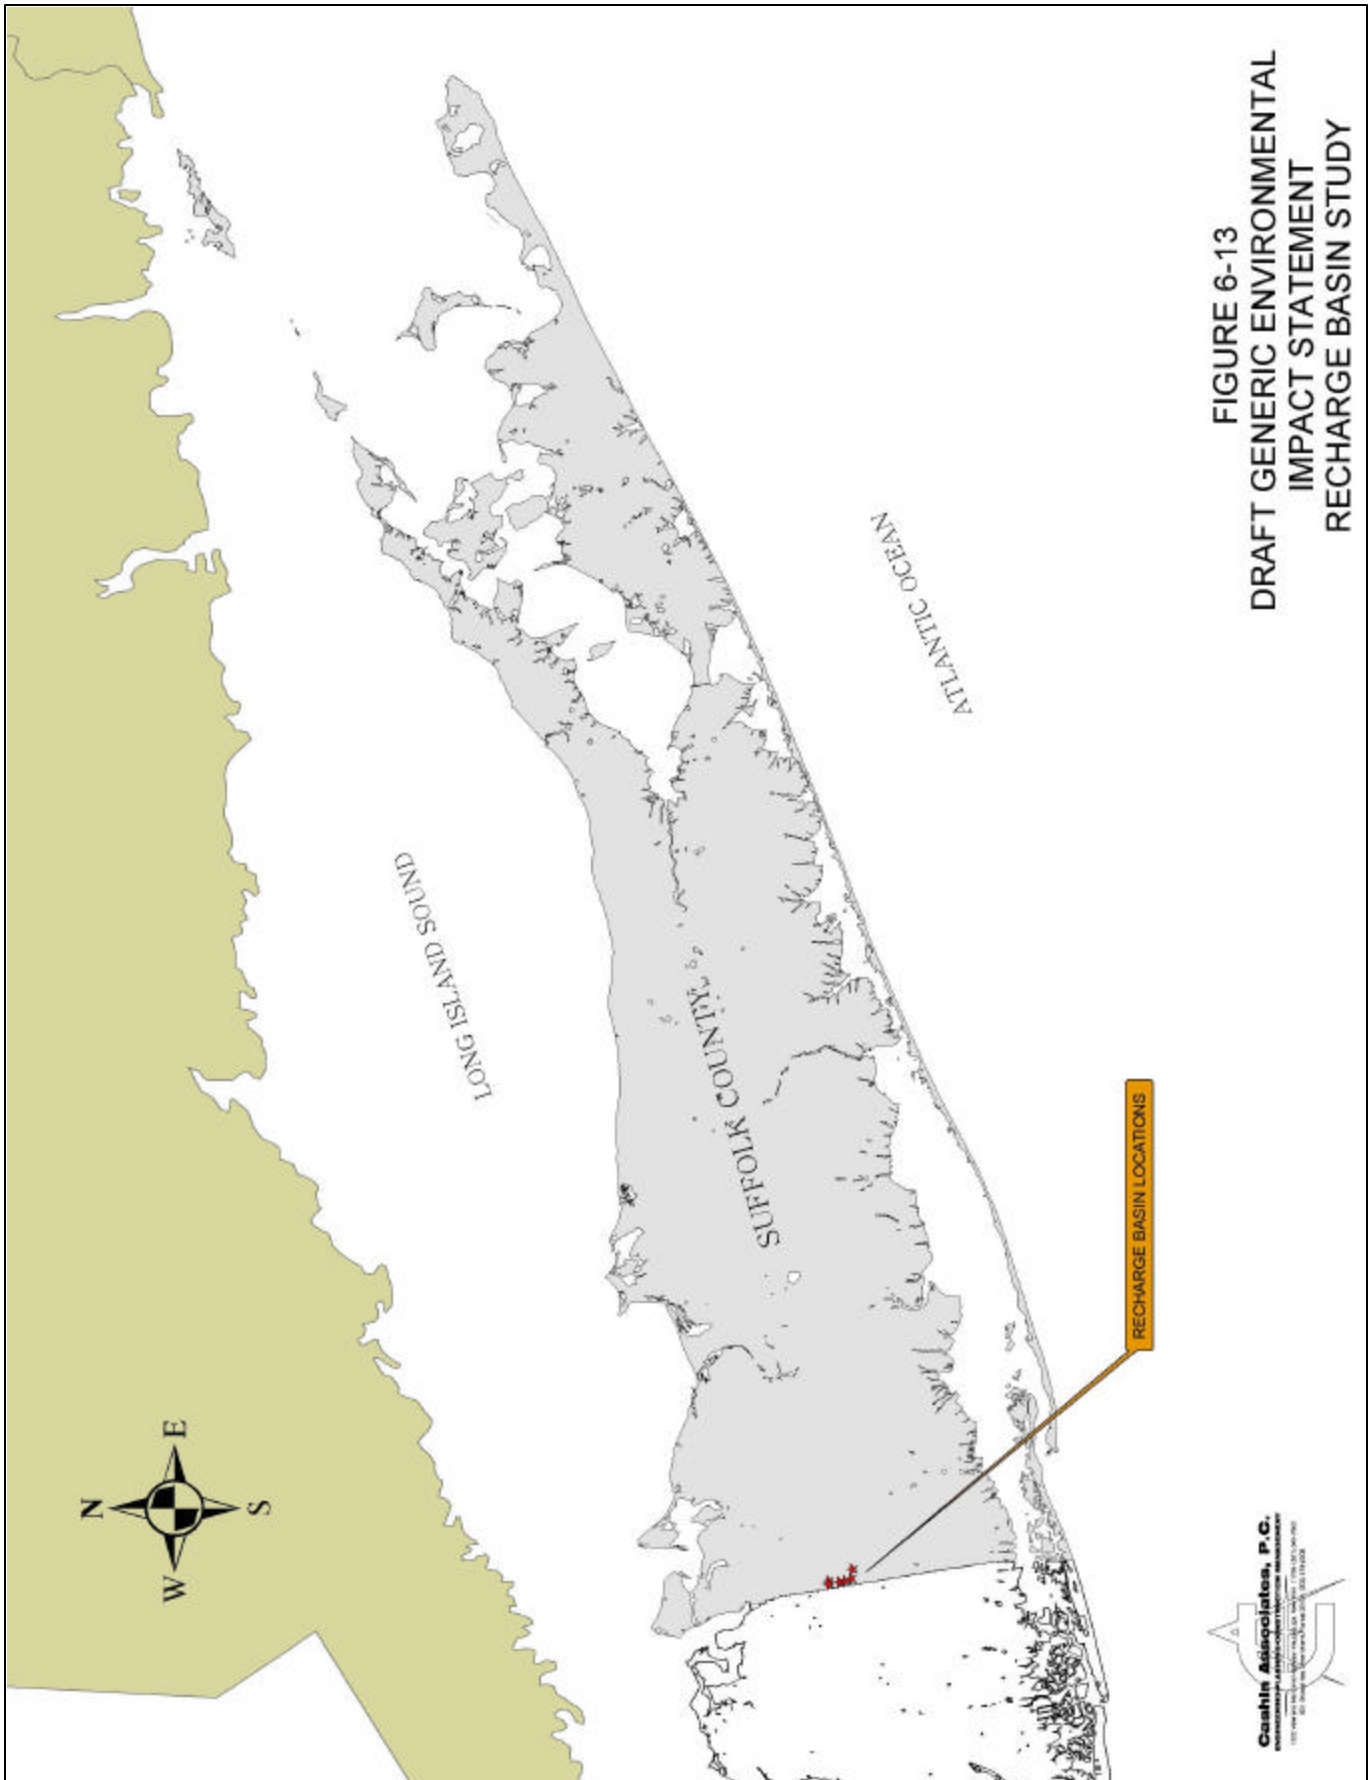 N
W
E
S
LONG ISLAND SOUND
SUFFOLK COUNTY
ATLANTIC OCEAN
RECHARGE BASIN LOCATIONS
Cashin Associates, P.C.
FIGURE 6-13
DRAFT GENERIC ENVIRONMENTAL
IMPACT STATEMENT
RECHARGE BASIN STUDY